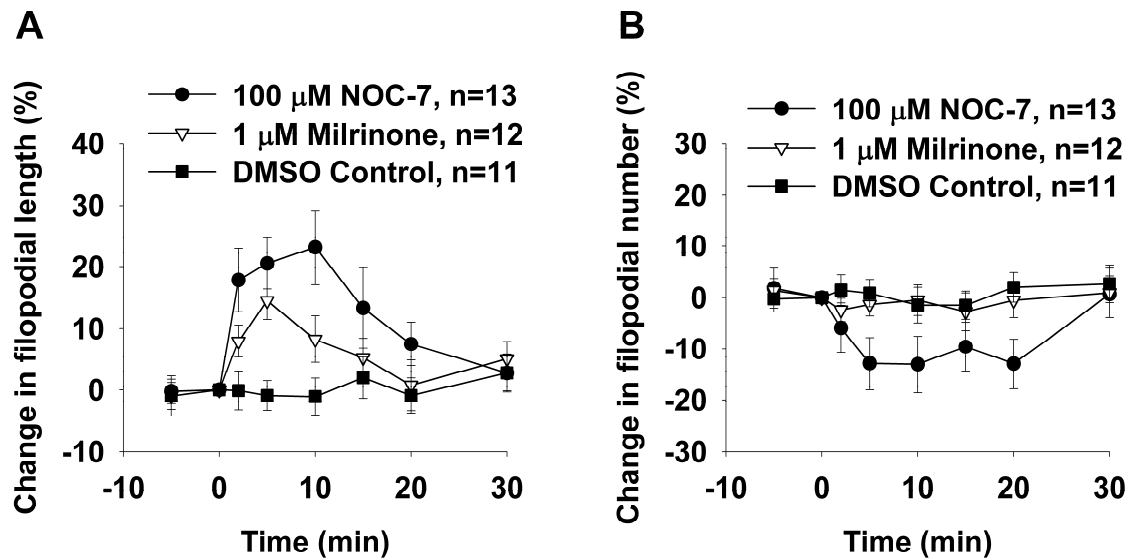 A
Change in filopodial length (%)
100 μM NOC-7, n=13
1 μM Milrinone, n=12
DMSO Control, n=11
40
30
20
10
0
-10
-10 0 10 20 30
Time (min)
B
Change in filopodial number (%)
100 μM NOC-7, n=13
1 μM Milrinone, n=12
DMSO Control, n=11
30
20
10
0
-10
-20
-30
-10 0 10 20 30
Time (min)